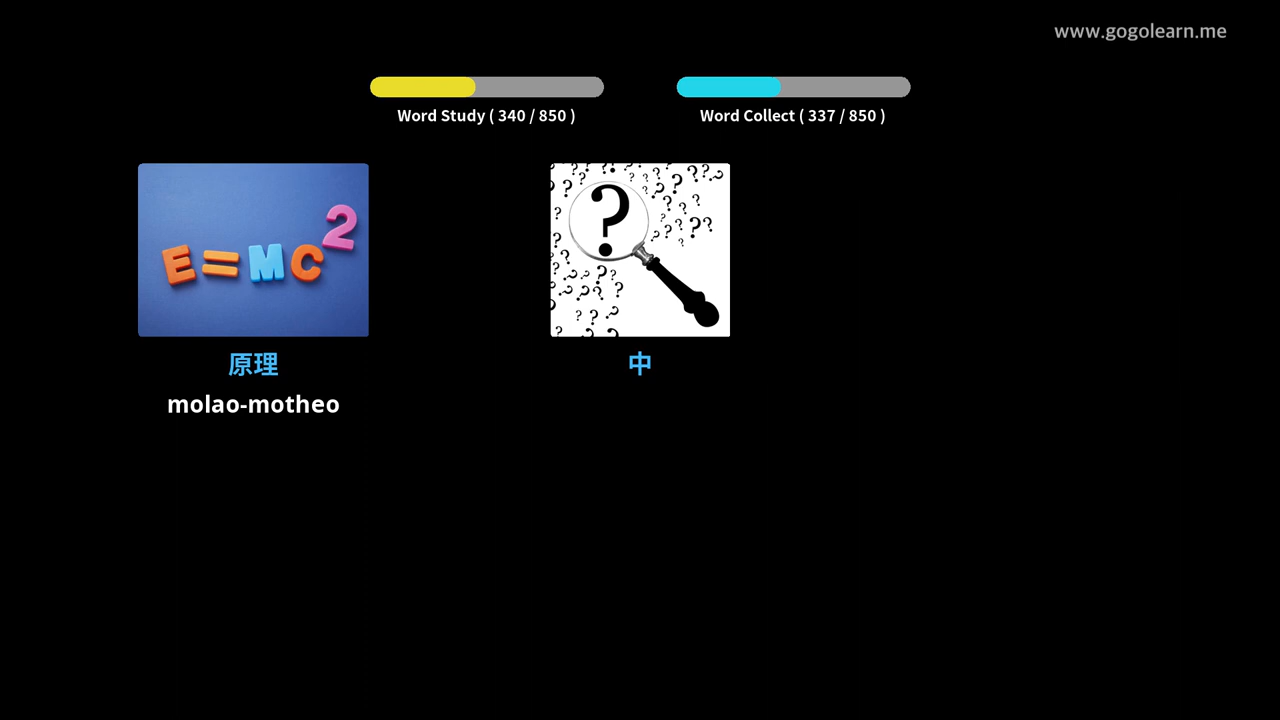 www.gogolearn.me
Word Study ( 340 / 850 )
Word Collect ( 337 / 850 )
E=MC2
原理
中
molao-motheo